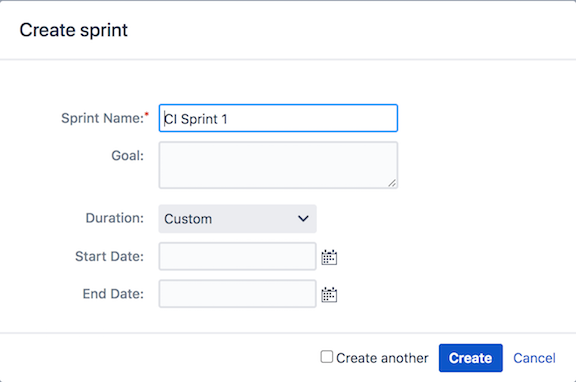 Create sprint
Sprint Name:*
CI Sprint 1
Goal:
Duration:
Custom
Start Date:
End Date:
Create another
Create
Cancel